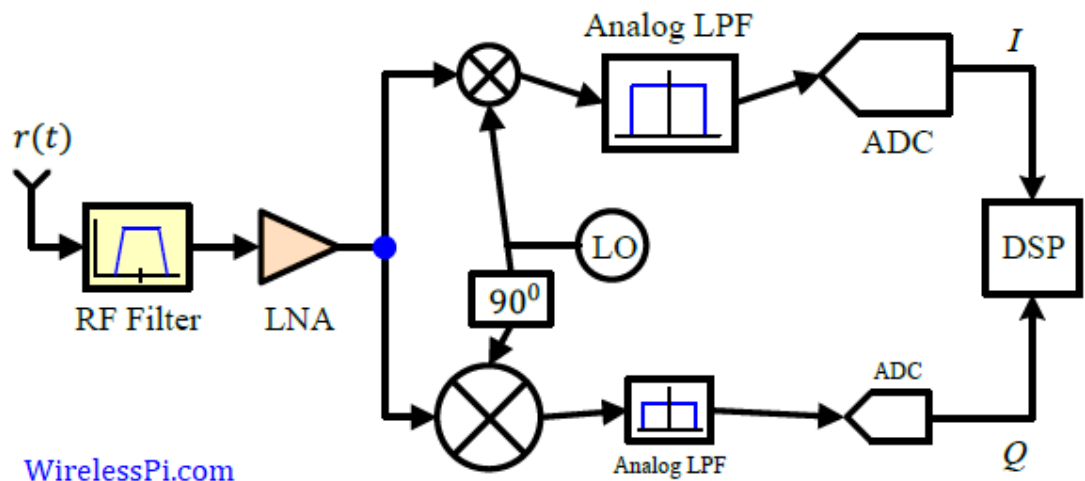 Analog LPF
I
r(t)
ADC
LO
DSP
90⁰
RF Filter
LNA
ADC
Analog LPF
Q
WirelessPi.com